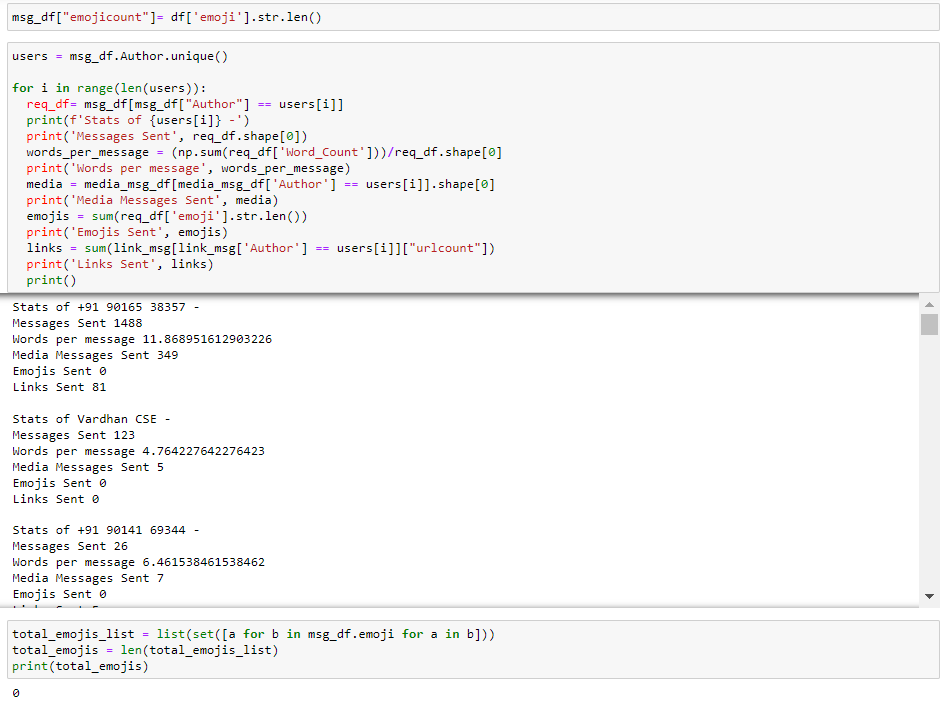 msg_df["emojicount"]= df['emoji'].str.len()
users = msg_df.Author.unique()
for i in range(len(users)):
  req_df= msg_df[msg_df["Author"] == users[i]]
  print(f'Stats of {users[i]} -')
  print('Messages Sent', req_df.shape[0])
  words_per_message = (np.sum(req_df['Word_Count']))/req_df.shape[0]
  print('Words per message', words_per_message)
  media = media_msg_df[media_msg_df['Author'] == users[i]].shape[0]
  print('Media Messages Sent', media)
  emojis = sum(req_df['emoji'].str.len())
  print('Emojis Sent', emojis)
  links = sum(link_msg[link_msg['Author'] == users[i]]["urlcount"])
  print('Links Sent', links)
  print()
Stats of +91 90165 38357 -
Messages Sent 1488
Words per message 11.868951612903226
Media Messages Sent 349
Emojis Sent 0
Links Sent 81
Stats of Vardhan CSE -
Messages Sent 123
Words per message 4.764227642276423
Media Messages Sent 5
Emojis Sent 0
Links Sent 0
Stats of +91 90141 69344 -
Messages Sent 26
Words per message 6.461538461538462
Media Messages Sent 7
Emojis Sent 0
total_emojis_list = list(set([a for b in msg_df.emoji for a in b]))
total_emojis = len(total_emojis_list)
print(total_emojis)
0